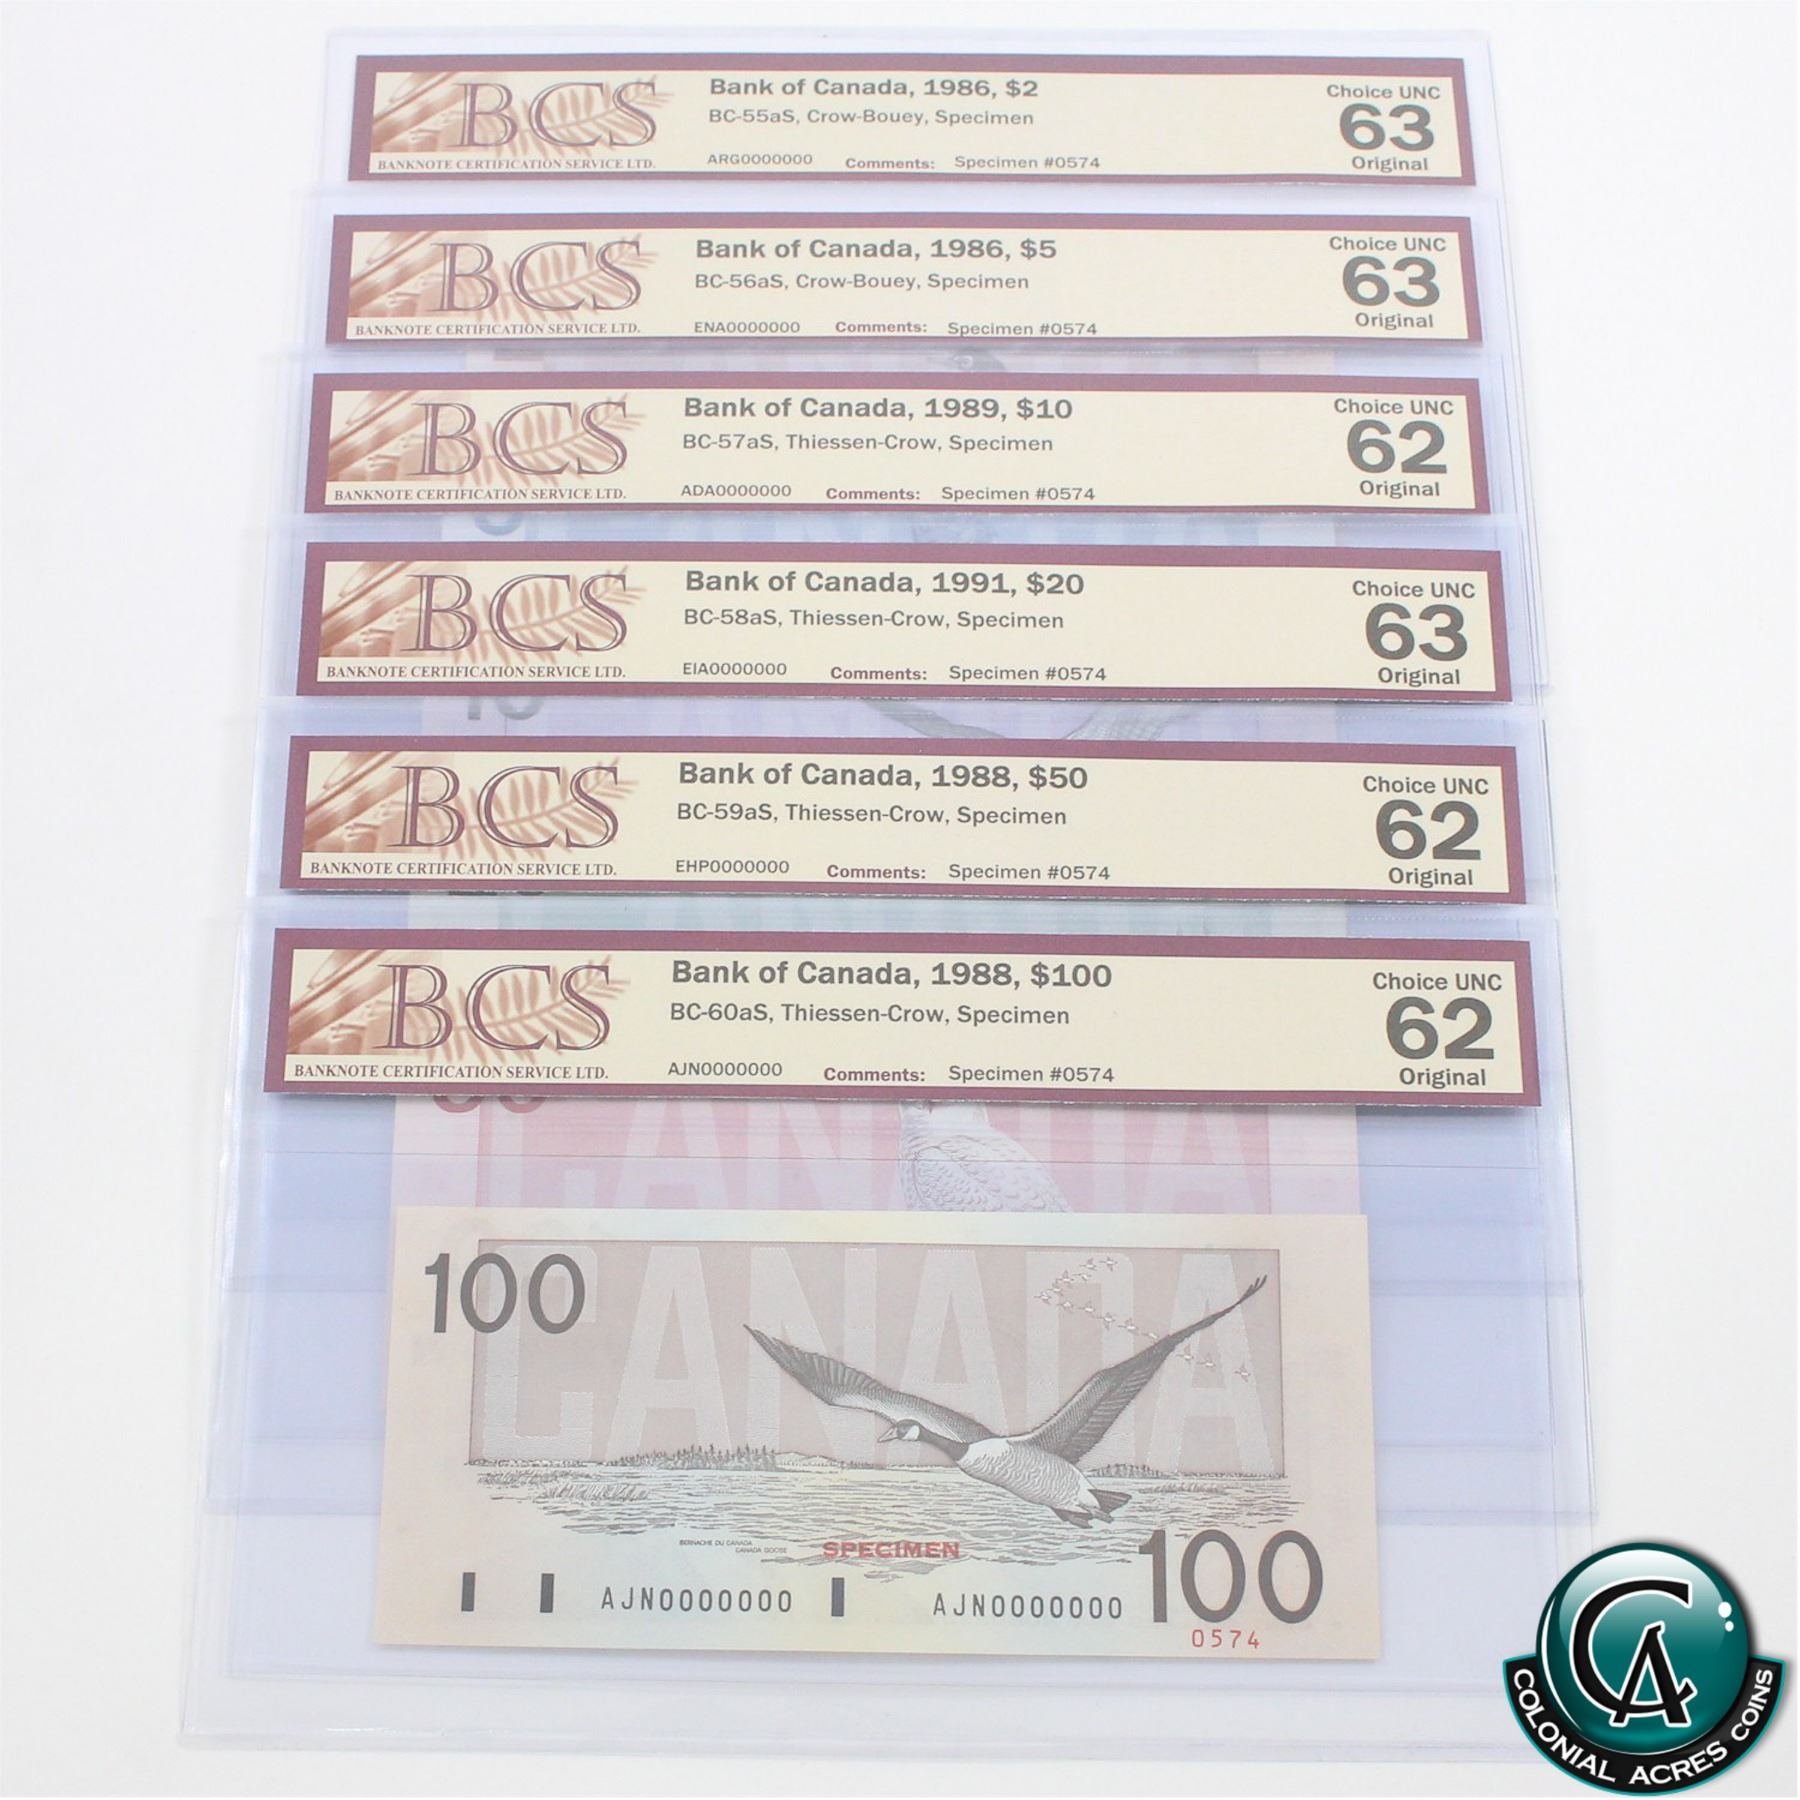 BCS
BANKNOTE CERTIFICATION SERVICE LTD.
Bank of Canada, 1986, $2
BC-55aS, Crow-Bouey, Specimen
ARG0000000 Comments: Specimen #0574
Choice UNC
63
Original
BCS
BANKNOTE CERTIFICATION SERVICE LTD.
Bank of Canada, 1986, $5
BC-56aS, Crow-Bouey, Specimen
ENA0000000 Comments: Specimen #0574
Choice UNC
63
Original
BCS
BANKNOTE CERTIFICATION SERVICE LTD.
Bank of Canada, 1989, $10
BC-57aS, Thiessen-Crow, Specimen
ADA0000000 Comments: Specimen #0574
Choice UNC
62
Original
BCS
BANKNOTE CERTIFICATION SERVICE LTD.
Bank of Canada, 1991, $20
BC-58aS, Thiessen-Crow, Specimen
EIA0000000 Comments: Specimen #0574
Choice UNC
63
Original
BCS
BANKNOTE CERTIFICATION SERVICE LTD.
Bank of Canada, 1988, $50
BC-59aS, Thiessen-Crow, Specimen
EHP0000000 Comments: Specimen #0574
Choice UNC
62
Original
BCS
BANKNOTE CERTIFICATION SERVICE LTD.
Bank of Canada, 1988, $100
BC-60aS, Thiessen-Crow, Specimen
AJN0000000 Comments: Specimen #0574
Choice UNC
62
Original
CANADA
100
CANADA
BERNACHE DU CANADA
CANADA GOOSE
SPECIMEN
100
AJN0000000 AJN0000000
0574
CA
COLONIAL ACRES COINS